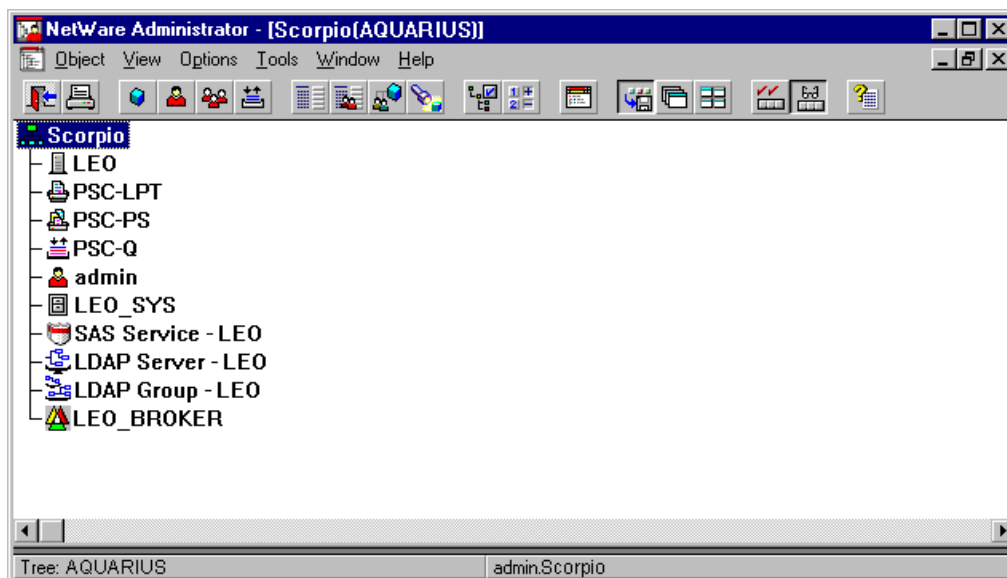 NetWare Administrator - [Scorpio(AQUARIUS)]
Object View Options Tools Window Help
Scorpio
LEO
PSC-LPT
PSC-PS
PSC-Q
admin
LEO_SYS
SAS Service - LEO
LDAP Server - LEO
LDAP Group - LEO
LEO_BROKER
Tree: AQUARIUS admin.Scorpio